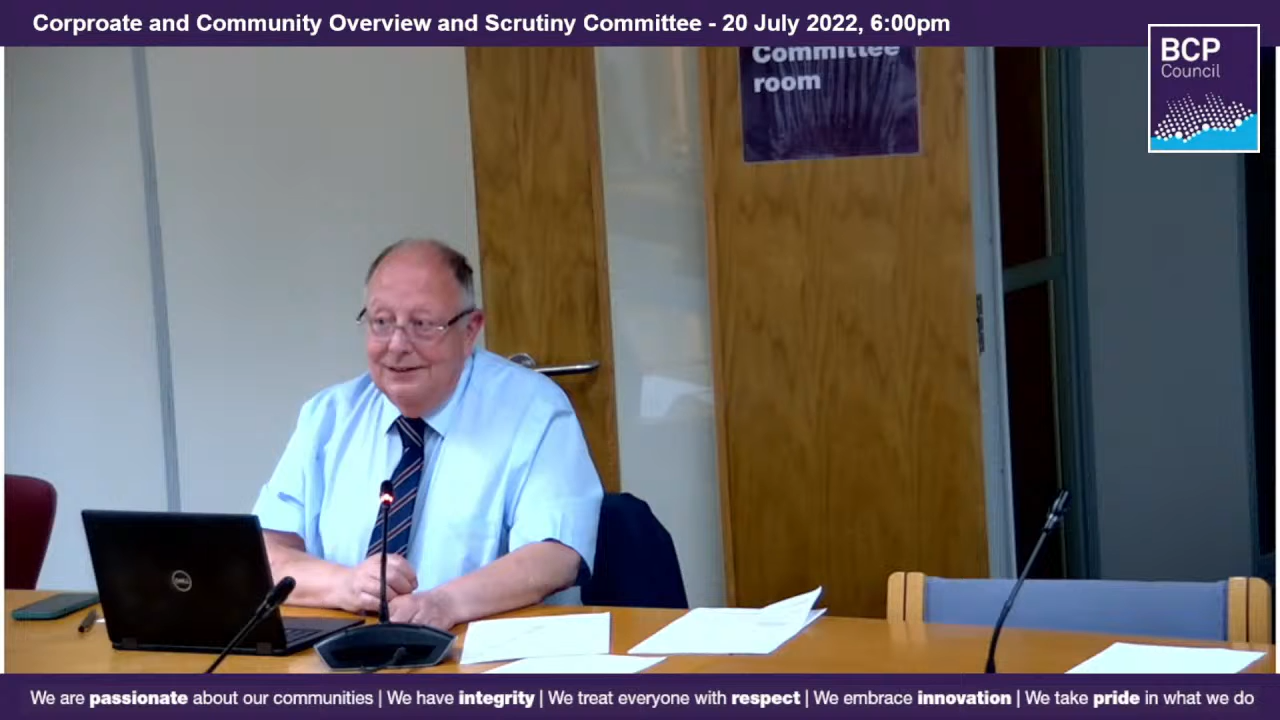 Corproate and Community Overview and Scrutiny Committee - 20 July 2022, 6:00pm
BCP
Council
Committee
room
DELL
We are passionate about our communities | We have integrity | We treat everyone with respect | We embrace innovation | We take pride in what we do